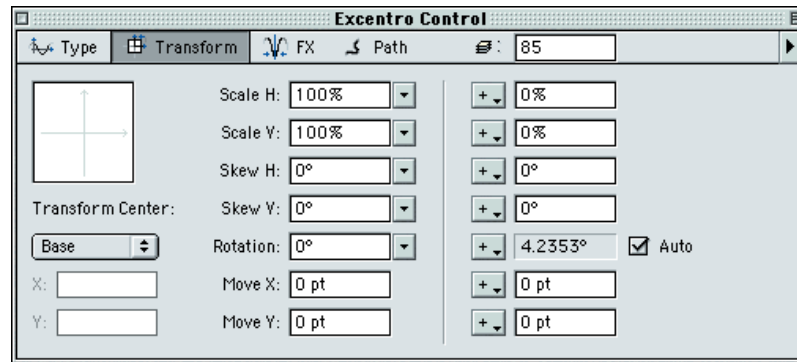 Excentro Control
Type Transform FX Path : 85
Scale H: 100% + 0%
Scale V: 100% + 0%
Skew H: 0° + 0°
Transform Center: Skew V: 0° + 0°
Base Rotation: 0° + 4.2353° Auto
X: Move X: 0 pt + 0 pt
Y: Move Y: 0 pt + 0 pt